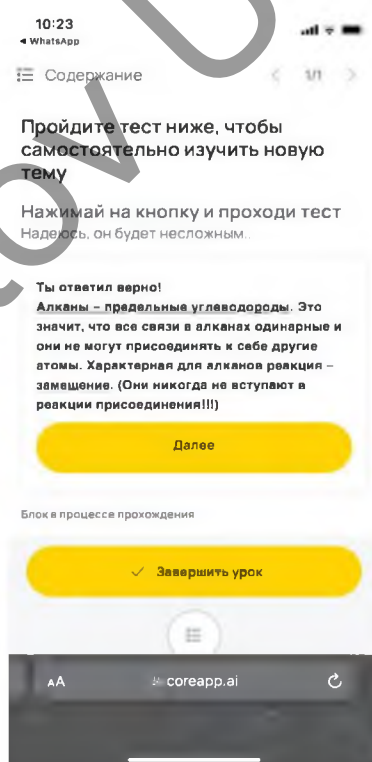 10:23
WhatsApp
Содержание
1/1
Пройдите тест ниже, чтобы
самостоятельно изучить новую
тему
Нажимай на кнопку и проходи тест
Надеюсь, он будет несложным..
Ты ответил верно!
Алканы – предельные углеводороды. Это
значит, что все связи в алканах одинарные и
они не могут присоединять к себе другие
атомы. Характерная для алканов реакция –
замещение. (Они никогда не вступают в
реакции присоединения!!!)
Далее
Блок в процессе прохождения
Завершить урок
AA
coreapp.ai